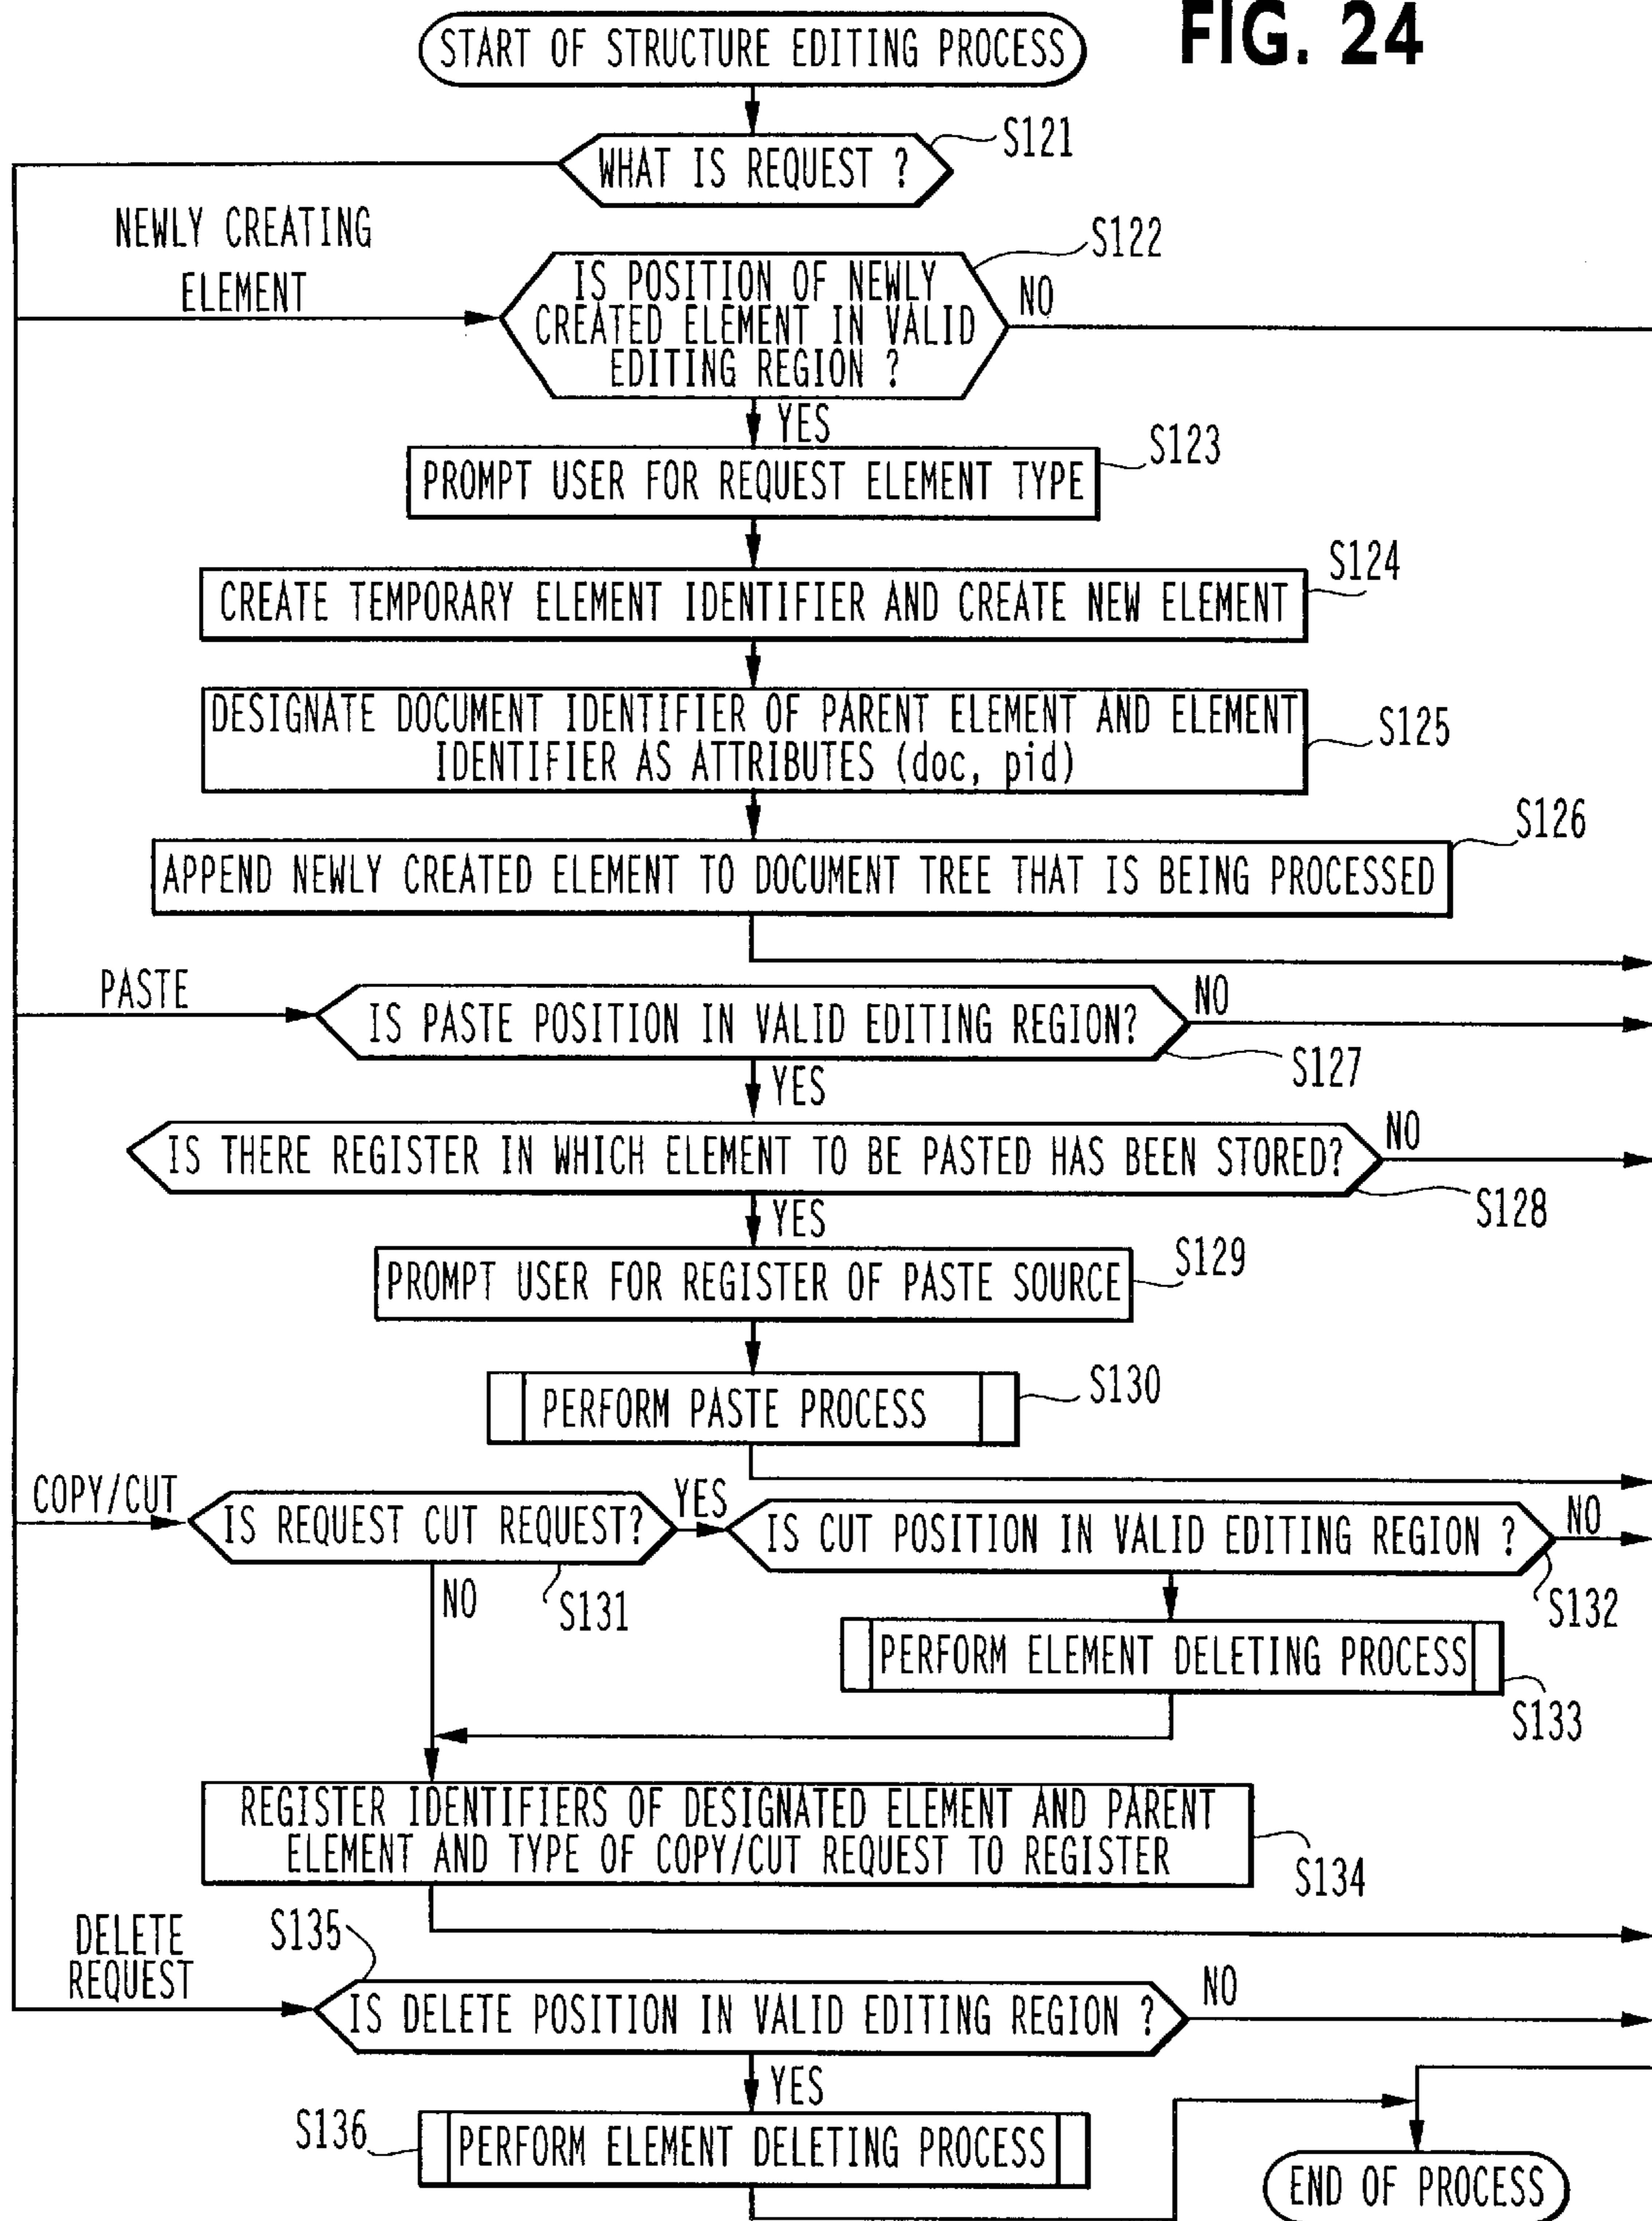 FIG. 24
START OF STRUCTURE EDITING PROCESS
S121
WHAT IS REQUEST ?
NEWLY CREATING
ELEMENT
S122
IS POSITION OF NEWLY
CREATED ELEMENT IN VALID
EDITING REGION ?
NO
YES
S123
PROMPT USER FOR REQUEST ELEMENT TYPE
S124
CREATE TEMPORARY ELEMENT IDENTIFIER AND CREATE NEW ELEMENT
DESIGNATE DOCUMENT IDENTIFIER OF PARENT ELEMENT AND ELEMENT
IDENTIFIER AS ATTRIBUTES (doc, pid)
S125
S126
APPEND NEWLY CREATED ELEMENT TO DOCUMENT TREE THAT IS BEING PROCESSED
PASTE
IS PASTE POSITION IN VALID EDITING REGION?
NO
S127
YES
IS THERE REGISTER IN WHICH ELEMENT TO BE PASTED HAS BEEN STORED?
NO
S128
YES
PROMPT USER FOR REGISTER OF PASTE SOURCE
S129
PERFORM PASTE PROCESS
S130
COPY/CUT
IS REQUEST CUT REQUEST?
YES
IS CUT POSITION IN VALID EDITING REGION ?
NO
NO
S131
S132
PERFORM ELEMENT DELETING PROCESS
S133
REGISTER IDENTIFIERS OF DESIGNATED ELEMENT AND PARENT
ELEMENT AND TYPE OF COPY/CUT REQUEST TO REGISTER
S134
DELETE
REQUEST
S135
IS DELETE POSITION IN VALID EDITING REGION ?
NO
YES
S136
PERFORM ELEMENT DELETING PROCESS
END OF PROCESS